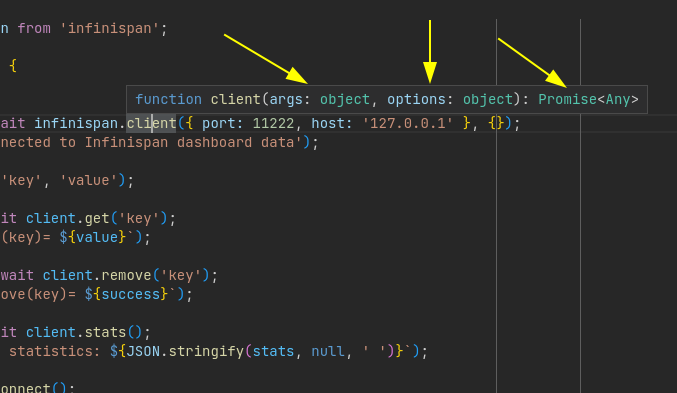 n from 'infinispan';
{
function client(args: object, options: object): Promise<Any>
ait infinispan.client({ port: 11222, host: '127.0.0.1' }, {});
nected to Infinispan dashboard data');
'key', 'value');
it client.get('key');
(key)= ${value}`);
wait client.remove('key');
ove(key)= ${success}`);
it client.stats();
statistics: ${JSON.stringify(stats, null, ' ')}`);
onnect();